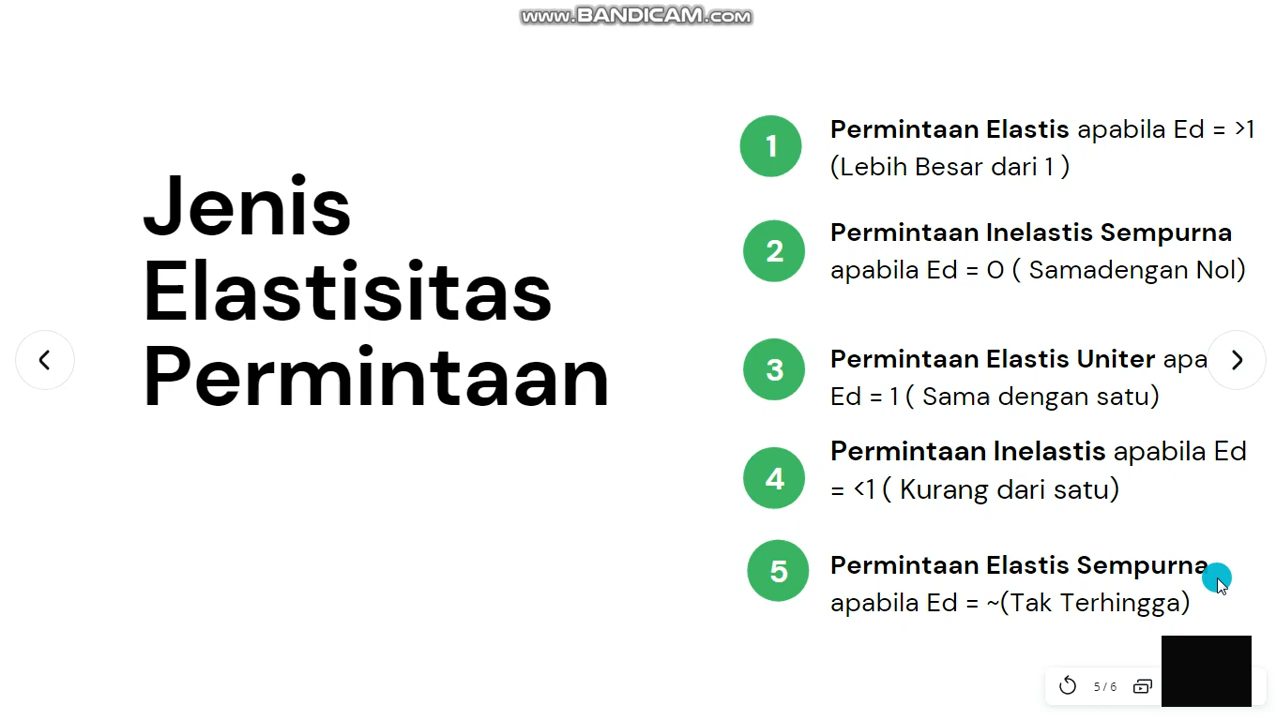 www.BANDICAM.com
Jenis
Elastisitas
Permintaan
1
Permintaan Elastis apabila Ed = >1
(Lebih Besar dari 1 )
2
Permintaan Inelastis Sempurna
apabila Ed = 0 ( Samadengan Nol)
3
Permintaan Elastis Uniter apa
Ed = 1 ( Sama dengan satu)
4
Permintaan Inelastis apabila Ed
= <1 ( Kurang dari satu)
5
Permintaan Elastis Sempurna
apabila Ed = ~(Tak Terhingga)
5 / 6